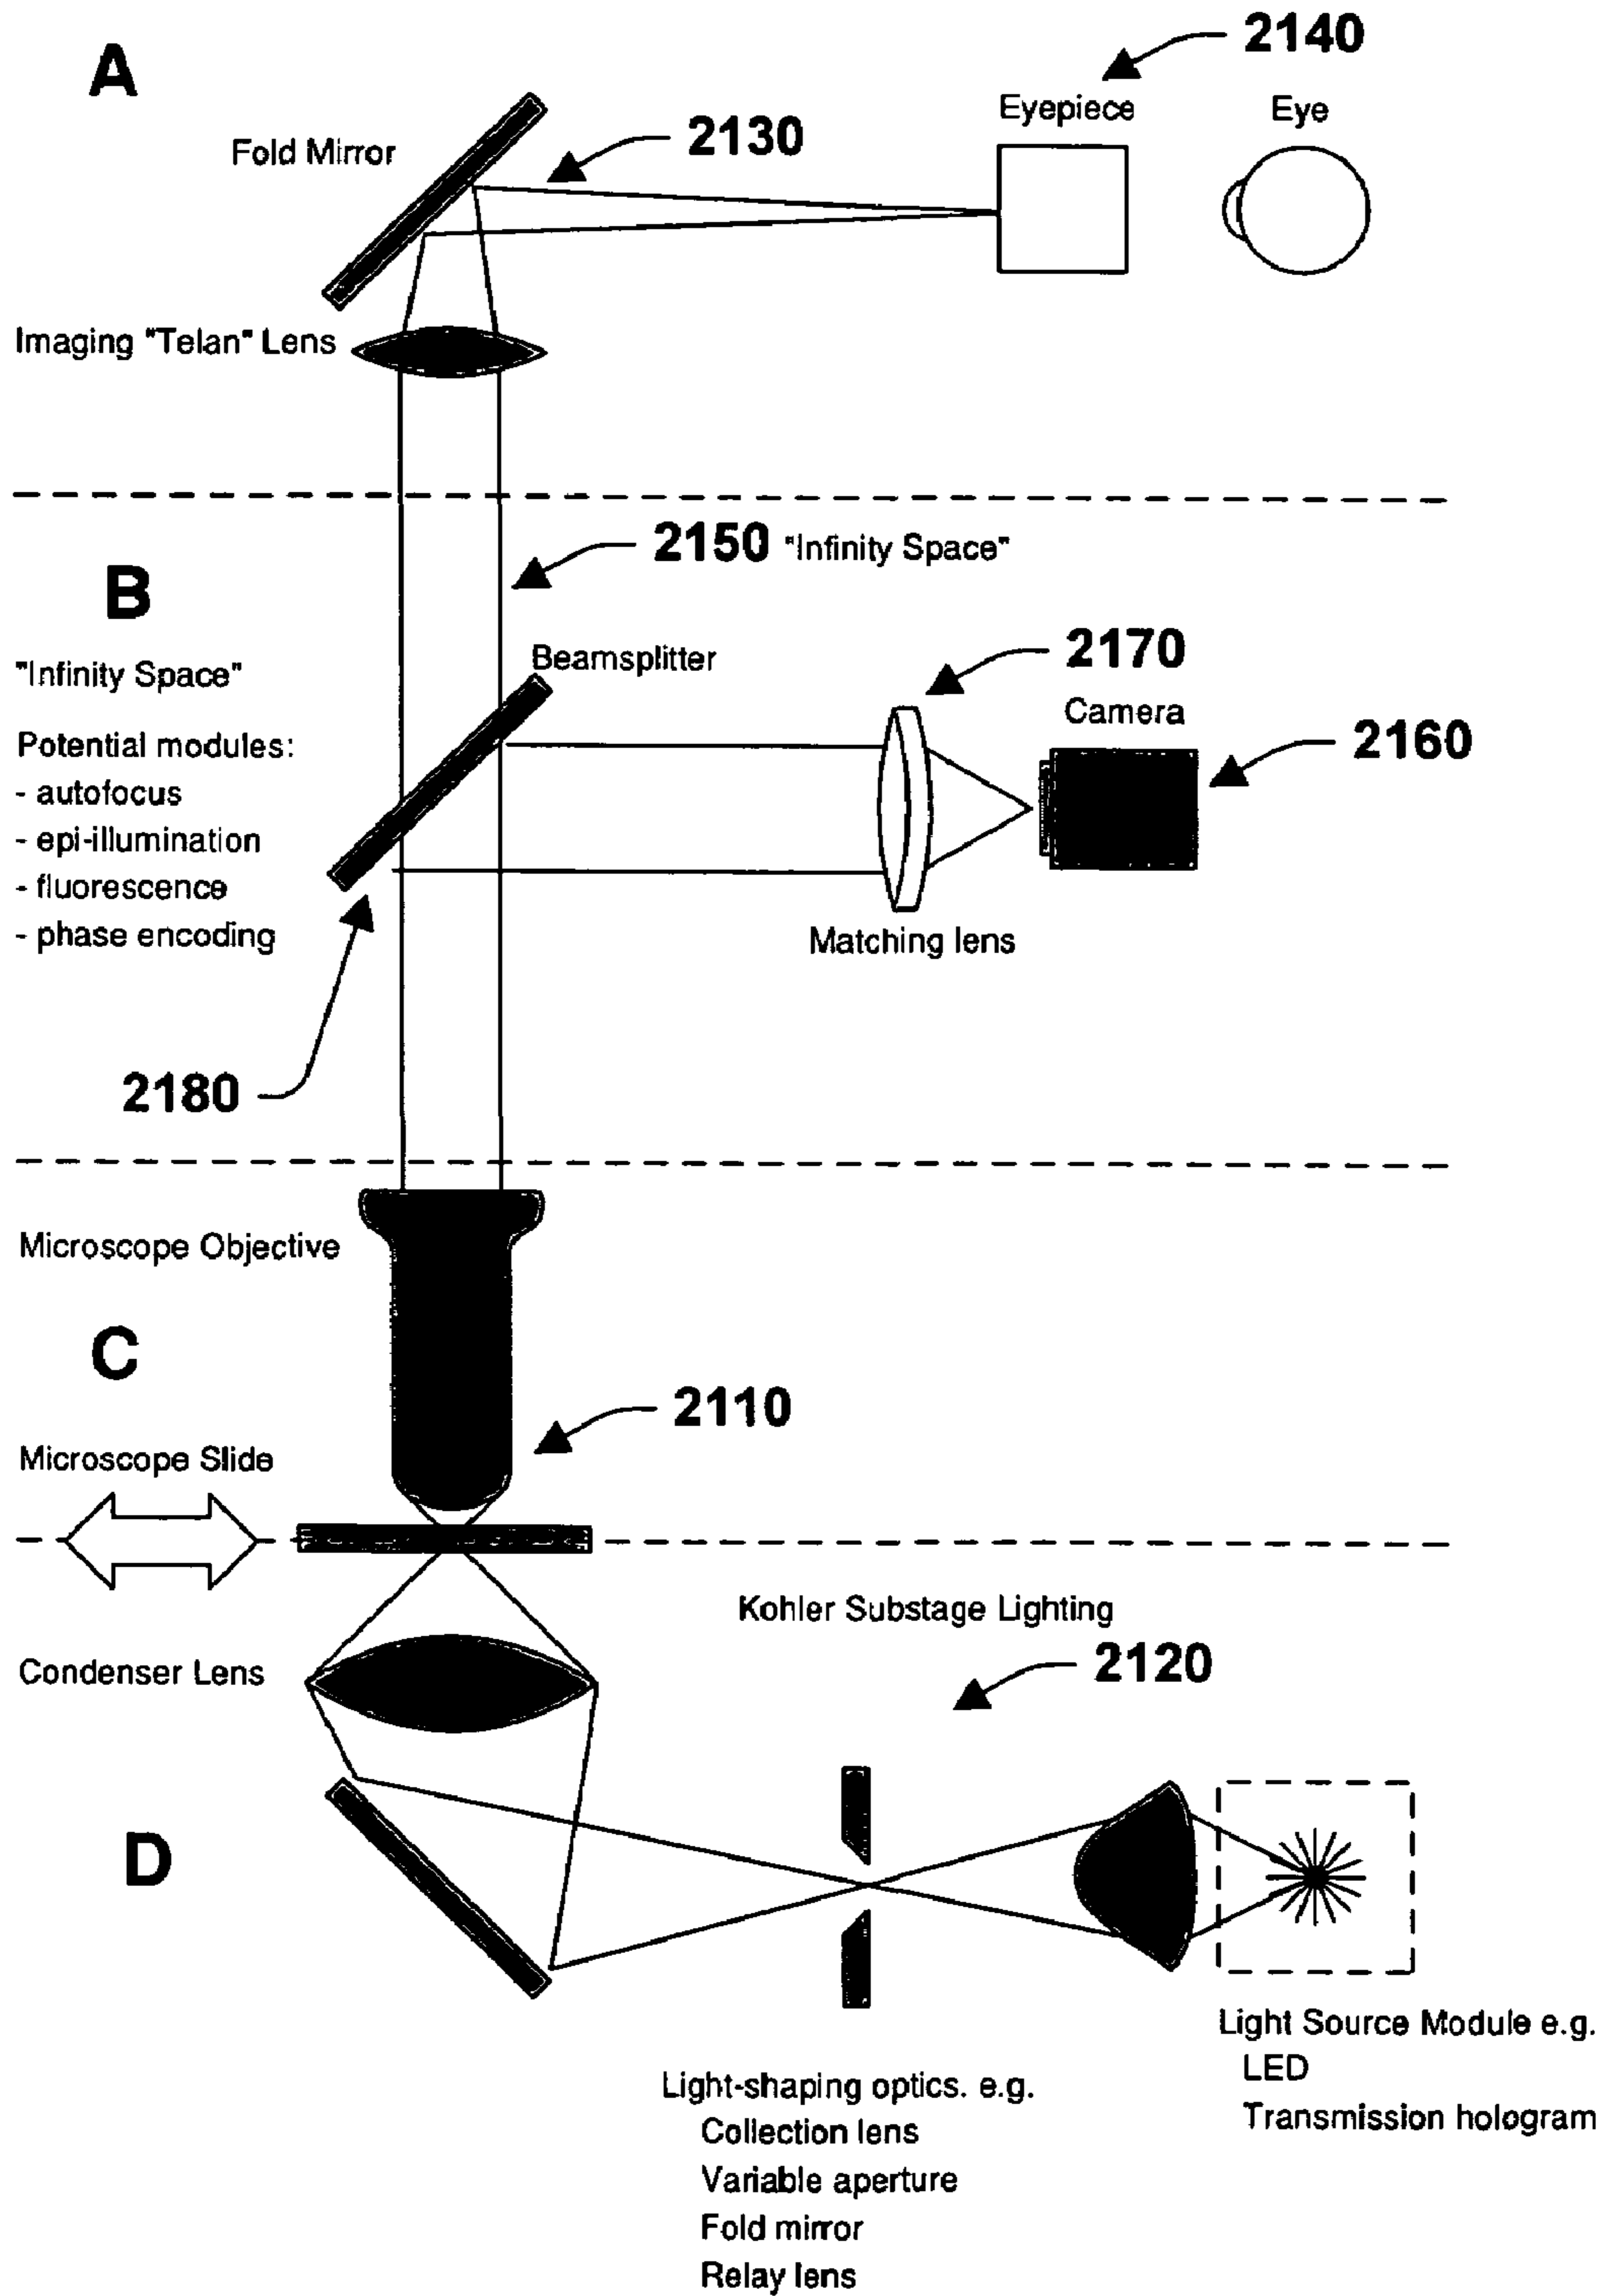 A
2140
Eyepiece
Eye
Fold Mirror
2130
Imaging "Telan" Lens
2150 "Infinity Space"
B
Beamsplitter
2170
"Infinity Space"
Camera
2160
Potential modules:
- autofocus
- epi-illumination
- fluorescence
- phase encoding
Matching lens
2180
Microscope Objective
C
2110
Microscope Slide
Kohler Substage Lighting
2120
Condenser Lens
D
Light Source Module e.g.
LED
Transmission hologram
Light-shaping optics. e.g.
Collection lens
Variable aperture
Fold mirror
Relay lens